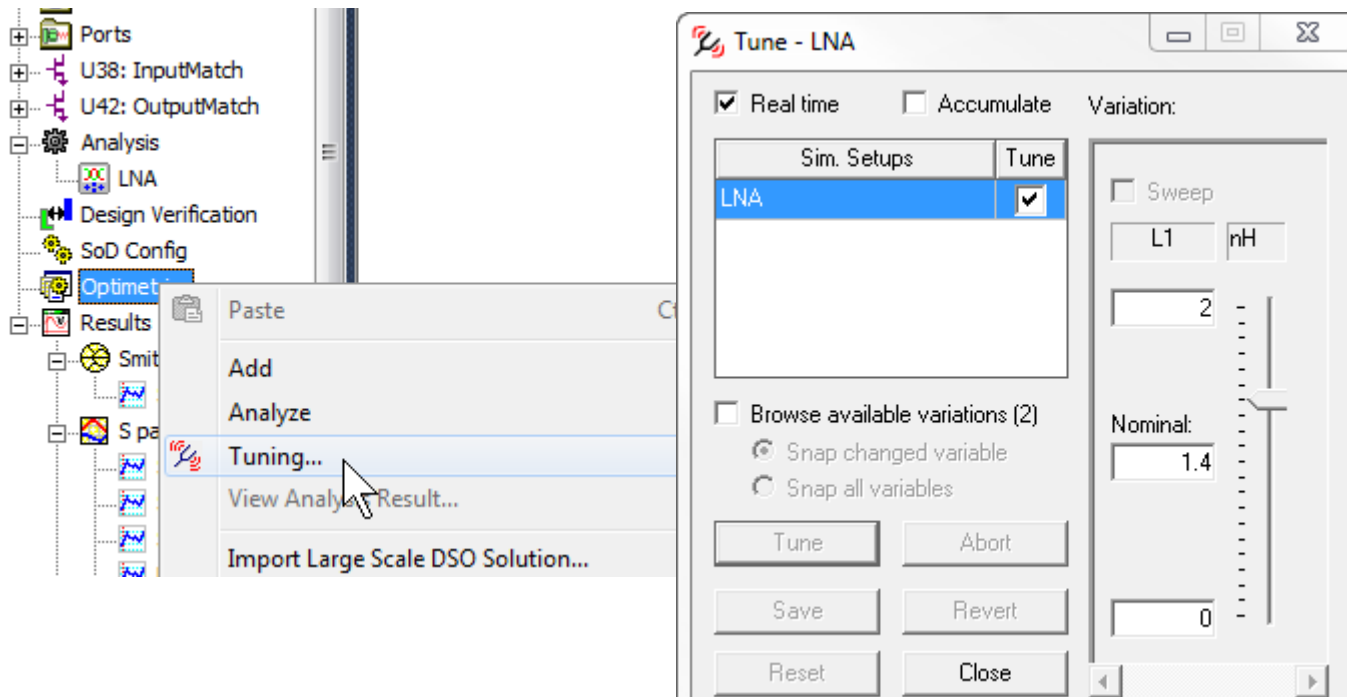 Ports
U38: InputMatch
U42: OutputMatch
Analysis
LNA
Design Verification
SoD Config
Results
Paste
Add
Analyze
Tuning...
View Analysis Result...
Import Large Scale DSO Solution...
Tune - LNA
Real time Accumulate Variation:
Sim. Setups Tune
LNA
Sweep
L1 nH
2
Browse available variations (2)
Snap changed variable
Snap all variables
Nominal:
1.4
Tune Abort
Save Revert
Reset Close
0